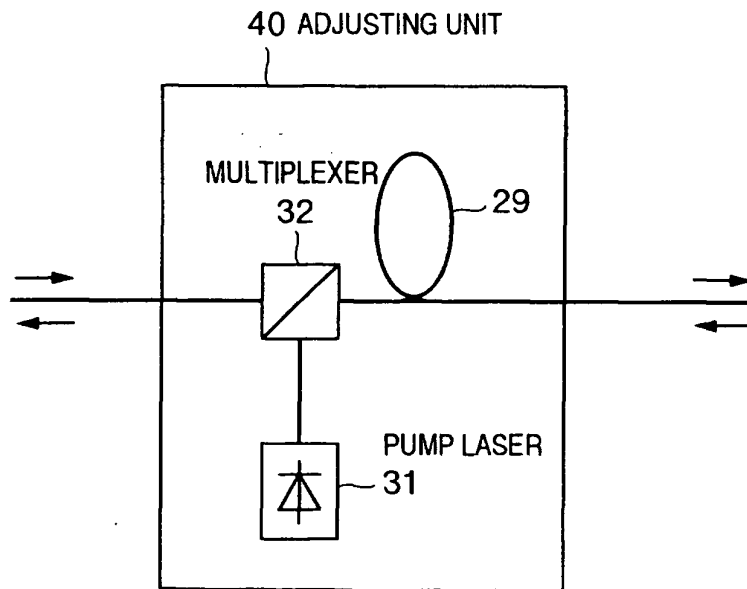 40 ADJUSTING UNIT
MULTIPLEXER
32
29
PUMP LASER
31